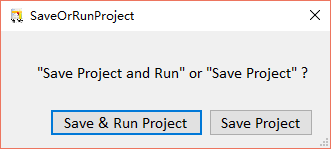 SaveOrRunProject
"Save Project and Run" or "Save Project" ?
Save & Run Project
Save Project